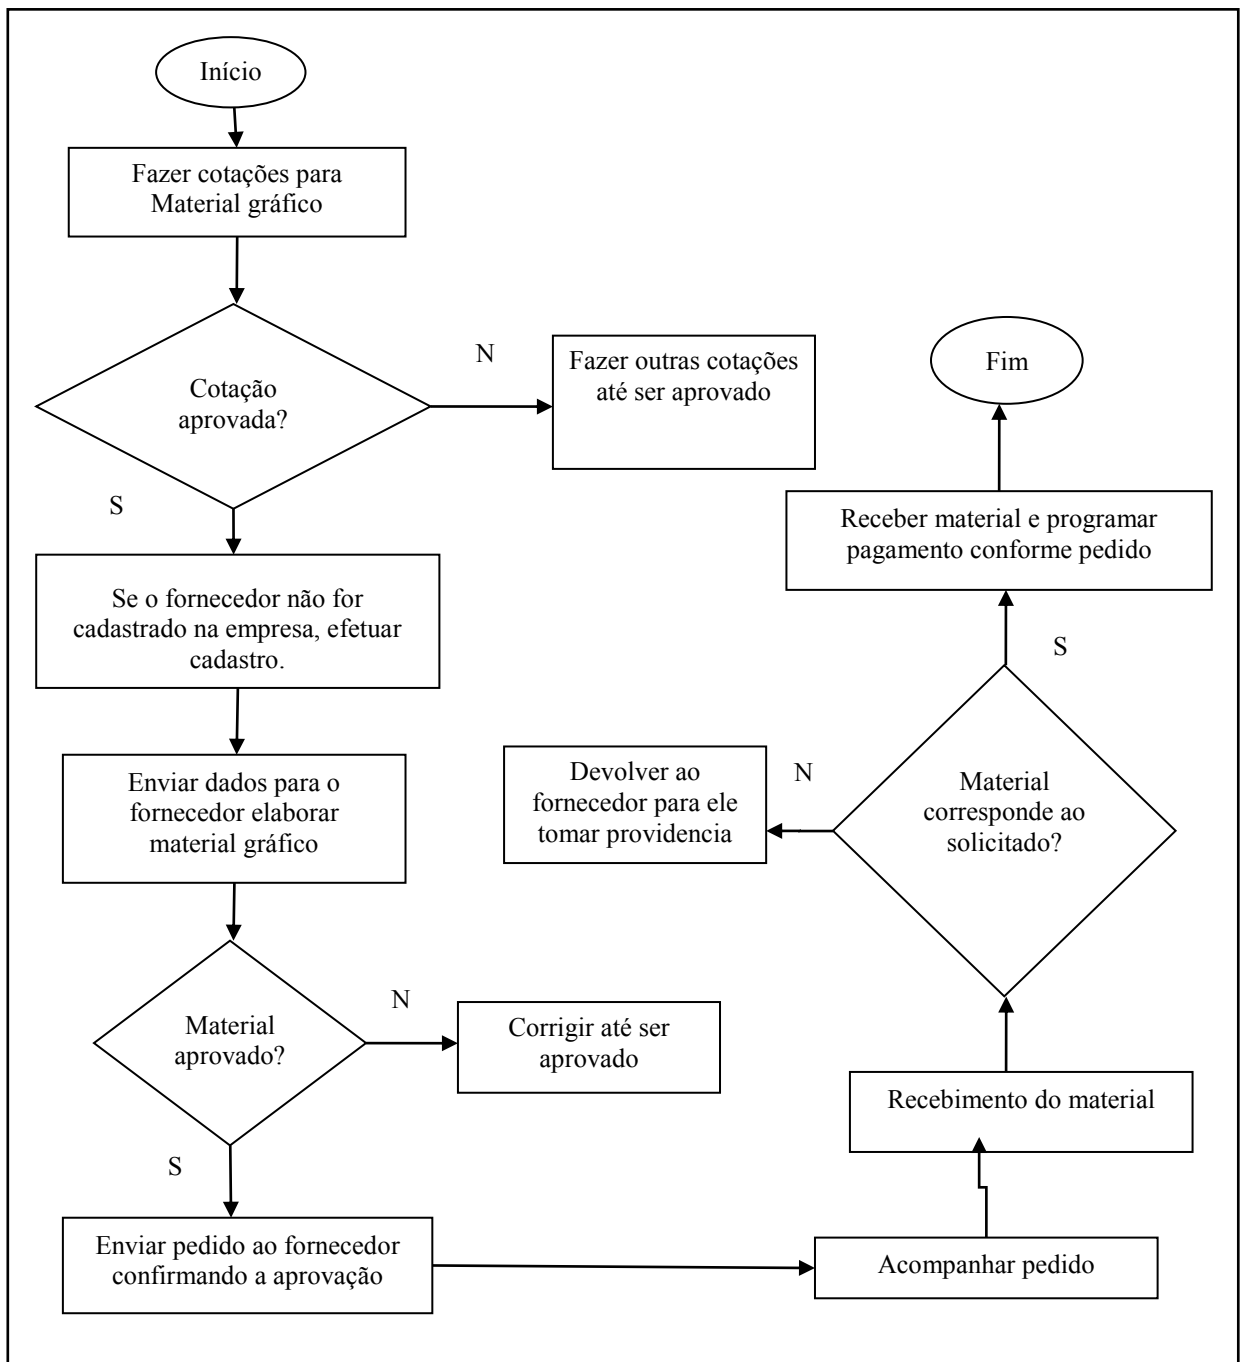 Início
Fazer cotações para
Material gráfico
Cotação
aprovada?
N
Fazer outras cotações
até ser aprovado
S
Se o fornecedor não for
cadastrado na empresa, efetuar
cadastro.
Enviar dados para o
fornecedor elaborar
material gráfico
Material
aprovado?
N
Corrigir até ser
aprovado
S
Enviar pedido ao fornecedor
confirmando a aprovação
Acompanhar pedido
Recebimento do material
Material
corresponde ao
solicitado?
N
Devolver ao
fornecedor para ele
tomar providencia
S
Receber material e programar
pagamento conforme pedido
Fim